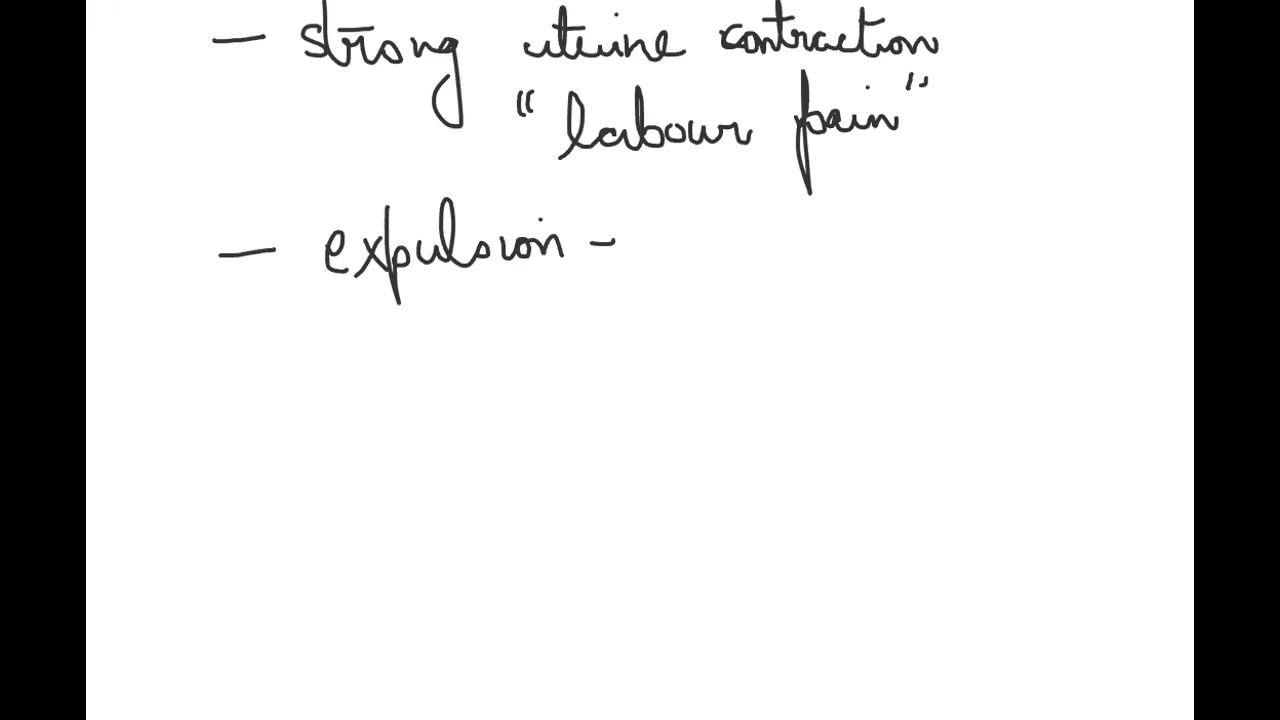 — strong uterine contraction
"labour pain"
— expulsion -